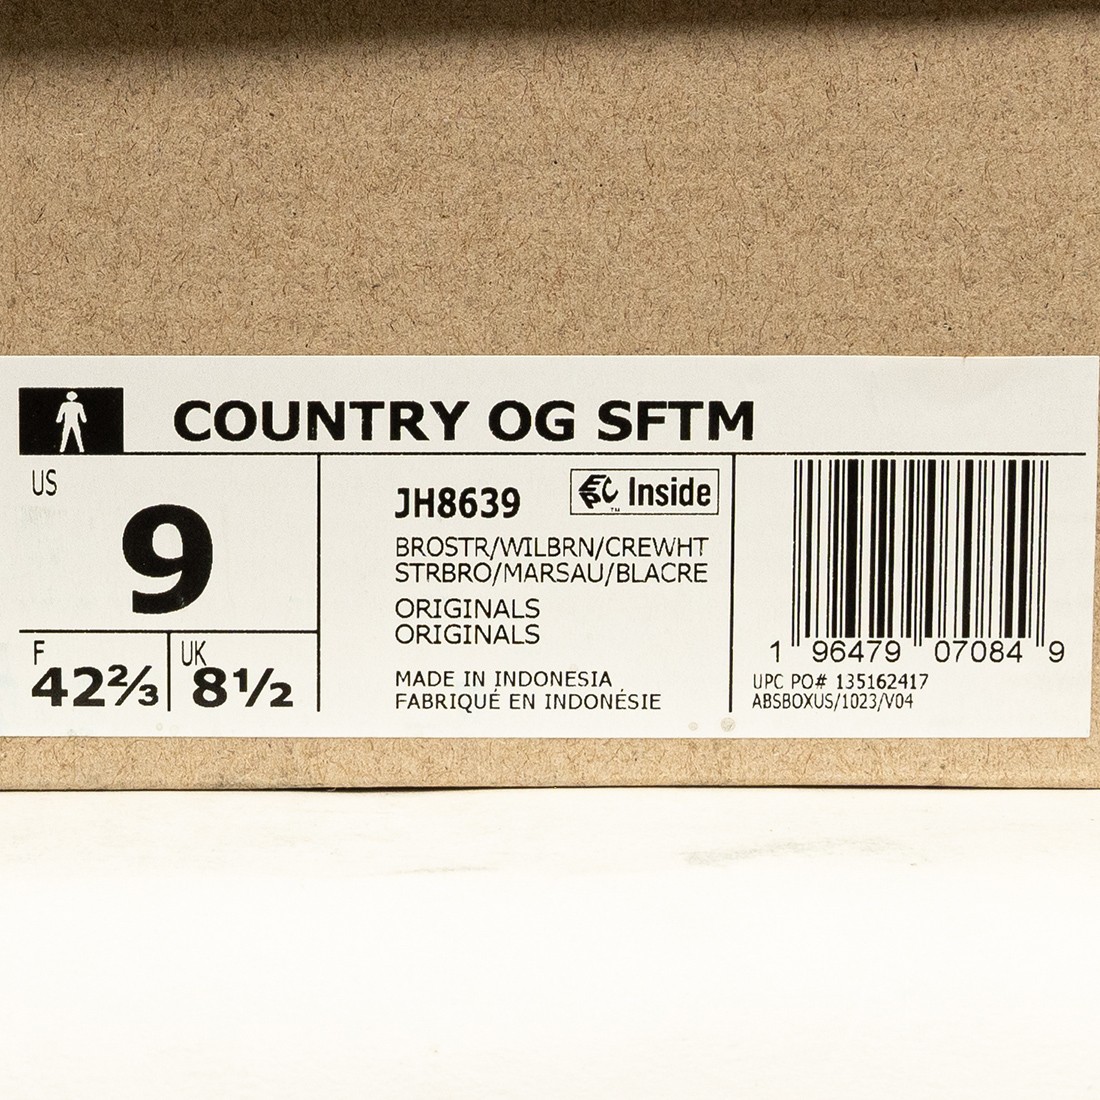 COUNTRY OG SFTM
US
9
F
42⅔
UK
8½
JH8639
Inside
™
BROSTR/WILBRN/CREWHT
STRBRO/MARSAU/BLACRE
ORIGINALS
ORIGINALS
MADE IN INDONESIA
FABRIQUÉ EN INDONÉSIE
1 96479 07084 9
UPC PO# 135162417
ABSBOXUS/1023/V04